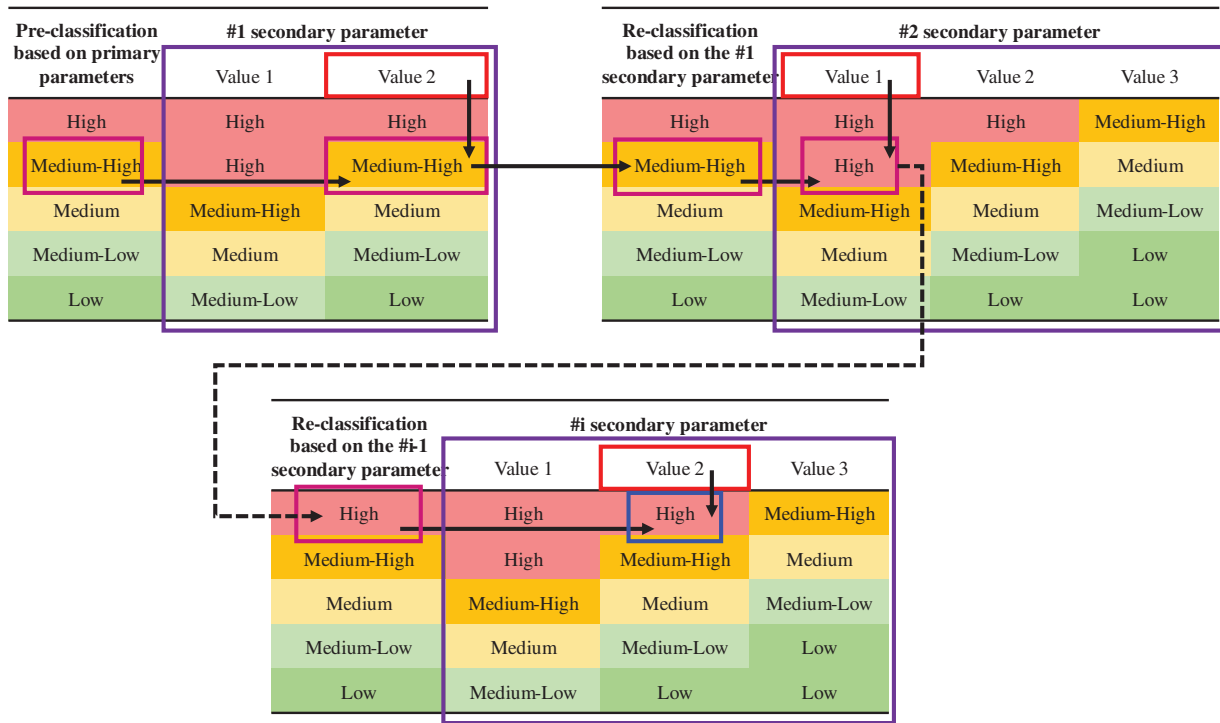 Pre-classification
based on primary
parameters
#1 secondary parameter
Value 1 Value 2
High High High
Medium-High High Medium-High
Medium Medium-High Medium
Medium-Low Medium Medium-Low
Low Medium-Low Low
Re-classification
based on the #1
secondary parameter
#2 secondary parameter
Value 1 Value 2 Value 3
High High High Medium-High
Medium-High High Medium-High Medium
Medium Medium-High Medium Medium-Low
Medium-Low Medium Medium-Low Low
Low Medium-Low Low Low
Re-classification
based on the #i-1
secondary parameter
#i secondary parameter
Value 1 Value 2 Value 3
High High High Medium-High
Medium-High High Medium-High Medium
Medium Medium-High Medium Medium-Low
Medium-Low Medium Medium-Low Low
Low Medium-Low Low Low